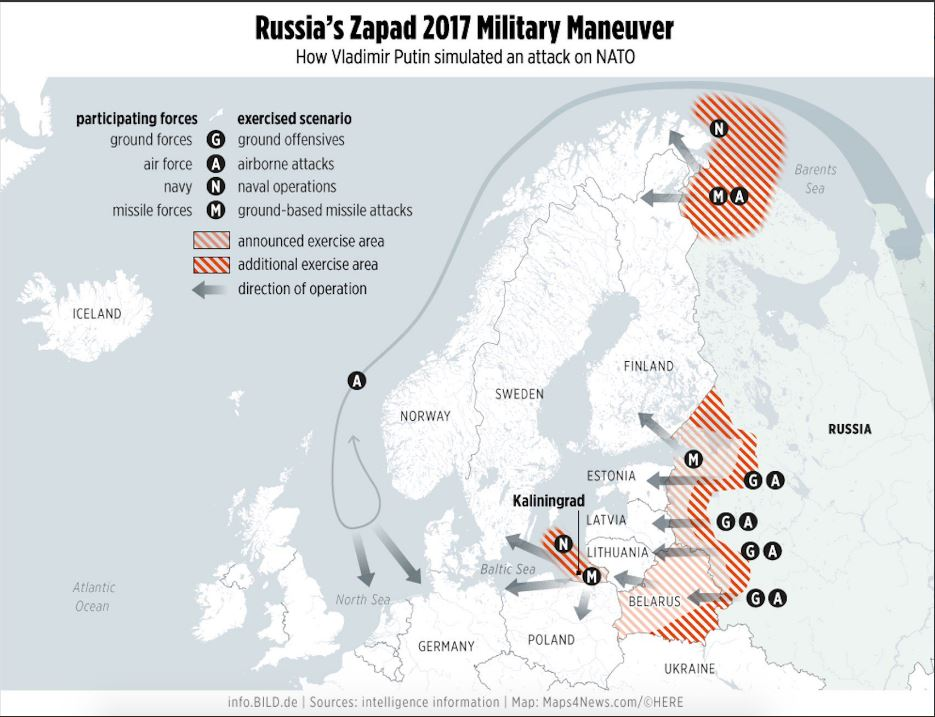 Russia's Zapad 2017 Military Maneuver
How Vladimir Putin simulated an attack on NATO
participating forces exercised scenario
ground forces G ground offensives
air force A airborne attacks
navy N naval operations
missile forces M ground-based missile attacks
announced exercise area
additional exercise area
direction of operation
N
Barents
Sea
M A
ICELAND
FINLAND
A
SWEDEN
NORWAY
RUSSIA
M
ESTONIA
G A
Kaliningrad
LATVIA
G A
N
LITHUANIA
G A
Baltic Sea
M
Atlantic
Ocean
North Sea
BELARUS
G A
GERMANY
POLAND
UKRAINE
info.BILD.de | Sources: intelligence information | Map: Maps4News.com/©HERE